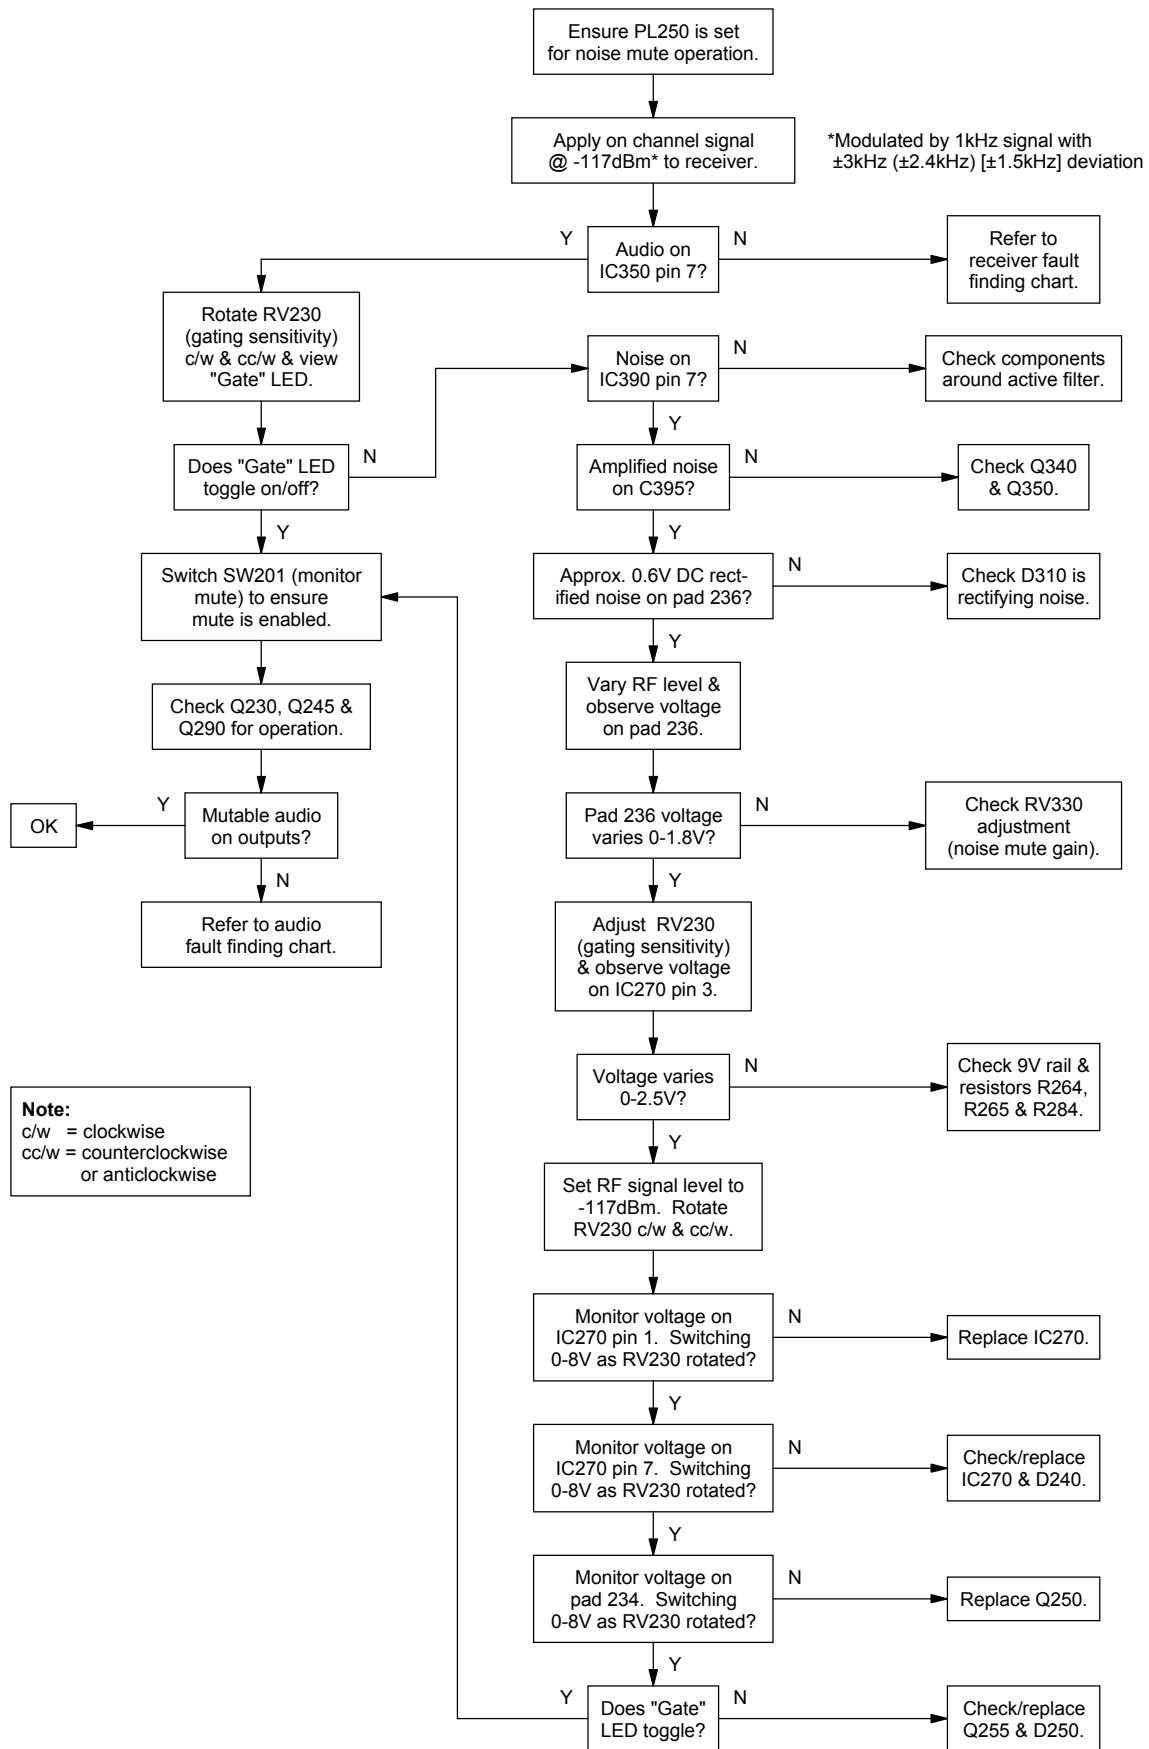 Ensure PL250 is set
for noise mute operation.
Apply on channel signal
@ -117dBm* to receiver.
*Modulated by 1kHz signal with
±3kHz (±2.4kHz) [±1.5kHz] deviation
Y
Audio on
IC350 pin 7?
N
Refer to
receiver fault
finding chart.
Rotate RV230
(gating sensitivity)
c/w & cc/w & view
"Gate" LED.
Noise on
IC390 pin 7?
N
Check components
around active filter.
Y
Does "Gate" LED
toggle on/off?
N
Amplified noise
on C395?
N
Check Q340
& Q350.
Y
Y
Switch SW201 (monitor
mute) to ensure
mute is enabled.
Approx. 0.6V DC rect-
ified noise on pad 236?
N
Check D310 is
rectifying noise.
Y
Check Q230, Q245 &
Q290 for operation.
Vary RF level &
observe voltage
on pad 236.
OK
Y
Mutable audio
on outputs?
Pad 236 voltage
varies 0-1.8V?
N
Check RV330
adjustment
(noise mute gain).
N
Y
Refer to audio
fault finding chart.
Adjust RV230
(gating sensitivity)
& observe voltage
on IC270 pin 3.
Voltage varies
0-2.5V?
N
Check 9V rail &
resistors R264,
R265 & R284.
Note:
c/w = clockwise
cc/w = counterclockwise
or anticlockwise
Y
Set RF signal level to
-117dBm. Rotate
RV230 c/w & cc/w.
Monitor voltage on
IC270 pin 1. Switching
0-8V as RV230 rotated?
N
Replace IC270.
Y
Monitor voltage on
IC270 pin 7. Switching
0-8V as RV230 rotated?
N
Check/replace
IC270 & D240.
Y
Monitor voltage on
pad 234. Switching
0-8V as RV230 rotated?
N
Replace Q250.
Y
Y
Does "Gate"
LED toggle?
N
Check/replace
Q255 & D250.